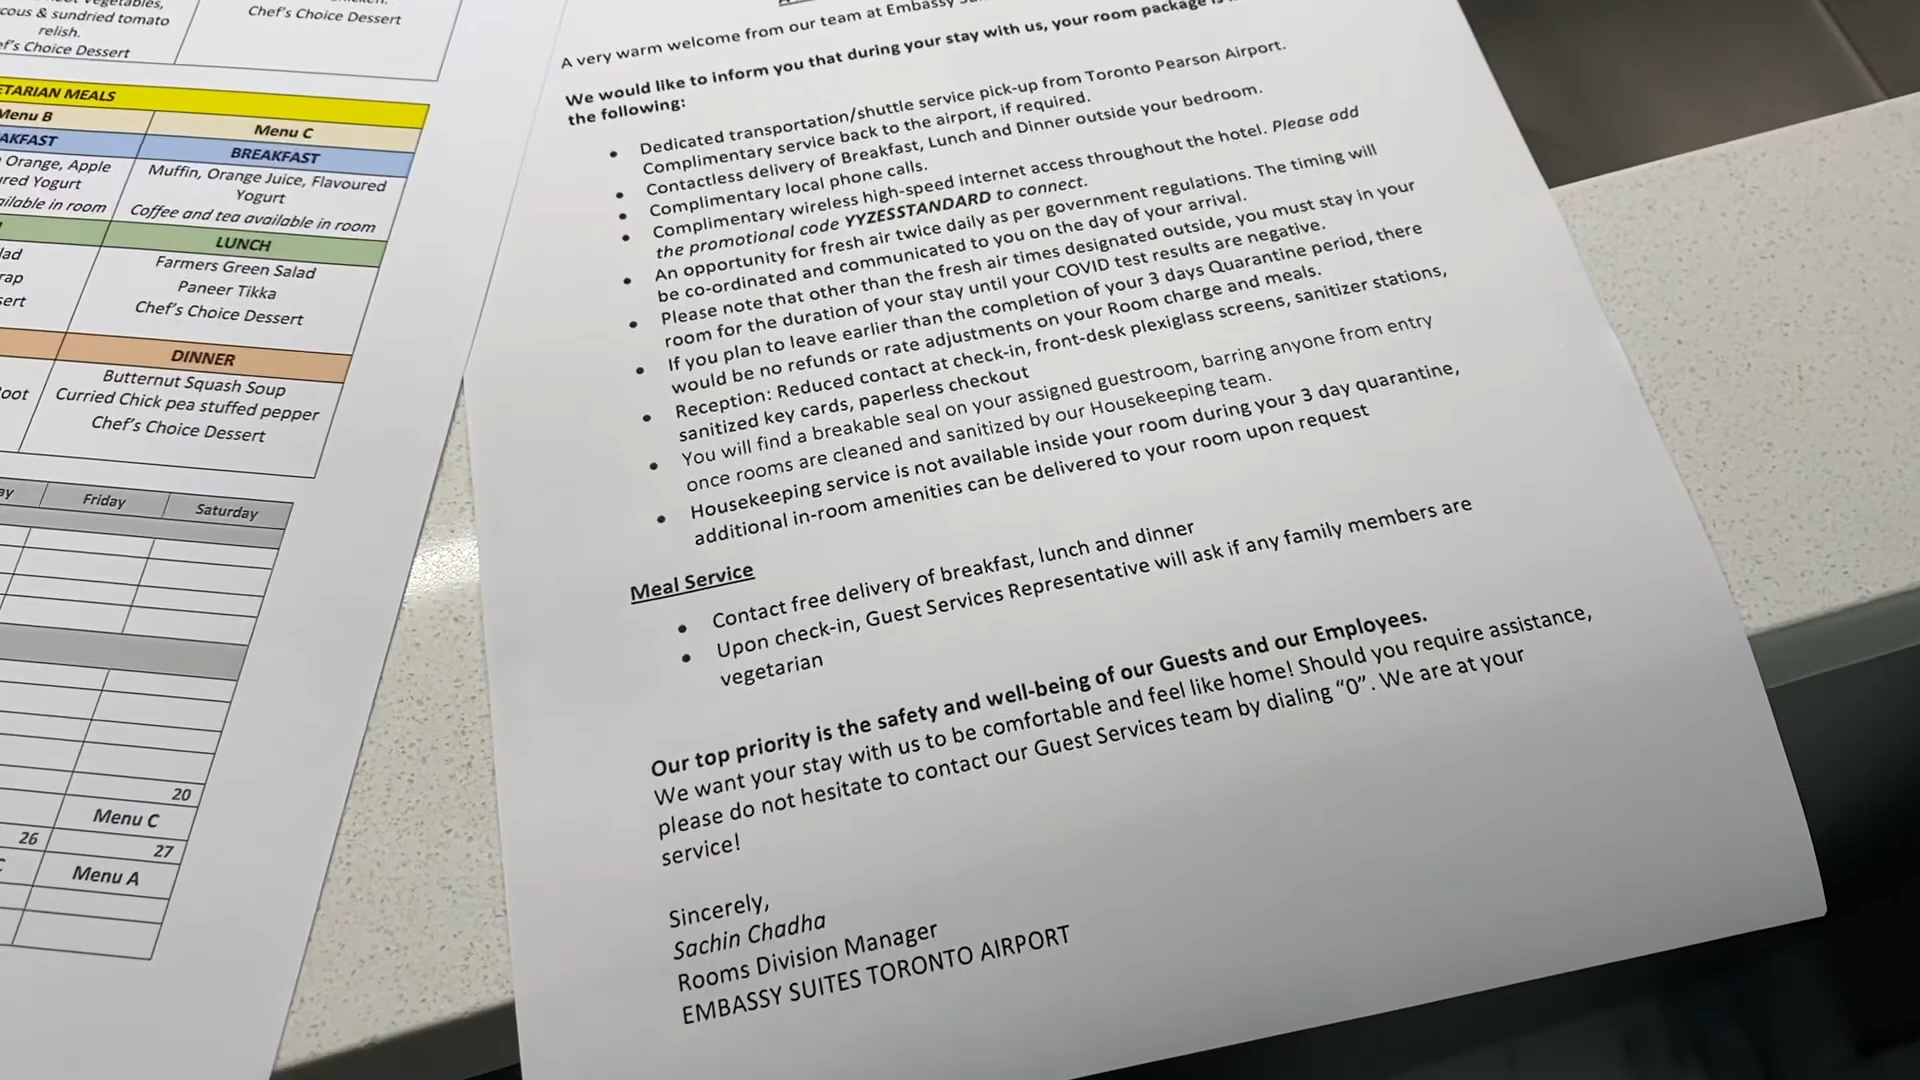 vegetables,
cous & sundried tomato
relish.
Chef's Choice Dessert
Chef's Choice Dessert
MEALS
Menu B
Menu C
BREAKFAST
Orange, Apple
Yogurt
in room
Muffin, Orange Juice, Flavoured
Yogurt
Coffee and tea available in room
LUNCH
Farmers Green Salad
Paneer Tikka
Chef's Choice Dessert
DINNER
Butternut Squash Soup
Curried Chick pea stuffed pepper
Chef's Choice Dessert
Friday
Saturday
20
Menu C
26
27
Menu A
A very warm welcome from our team at Embassy
We would like to inform you that during your stay with us, your room package is
the following:
• Dedicated transportation/shuttle service pick-up from Toronto Pearson Airport.
Complimentary service back to the airport, if required.
• Contactless delivery of Breakfast, Lunch and Dinner outside your bedroom.
• Complimentary local phone calls.
• Complimentary wireless high-speed internet access throughout the hotel. Please add
the promotional code YYZESSTANDARD to connect.
• An opportunity for fresh air twice daily as per government regulations. The timing will
be co-ordinated and communicated to you on the day of your arrival.
• Please note that other than the fresh air times designated outside, you must stay in your
room for the duration of your stay until your COVID test results are negative.
• If you plan to leave earlier than the completion of your 3 days Quarantine period, there
would be no refunds or rate adjustments on your Room charge and meals.
• Reception: Reduced contact at check-in, front-desk plexiglass screens, sanitizer stations,
sanitized key cards, paperless checkout
• You will find a breakable seal on your assigned guestroom, barring anyone from entry
once rooms are cleaned and sanitized by our Housekeeping team.
• Housekeeping service is not available inside your room during your 3 day quarantine,
additional in-room amenities can be delivered to your room upon request
Meal Service
• Contact free delivery of breakfast, lunch and dinner
• Upon check-in, Guest Services Representative will ask if any family members are
vegetarian
Our top priority is the safety and well-being of our Guests and our Employees.
We want your stay with us to be comfortable and feel like home! Should you require assistance,
please do not hesitate to contact our Guest Services team by dialing "0". We are at your
service!
Sincerely,
Sachin Chadha
Rooms Division Manager
EMBASSY SUITES TORONTO AIRPORT